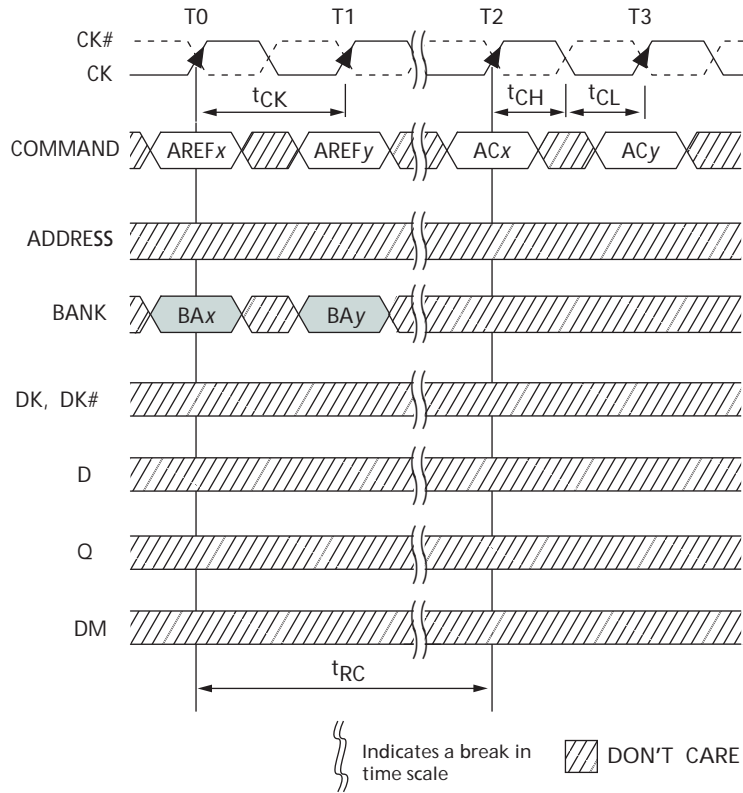 T0 T1 T2 T3
CK#
CK
tCK tCH tCL
COMMAND AREFx AREFy ACx ACy
ADDRESS
BANK BAx BAy
DK, DK#
D
Q
DM
tRC
Indicates a break in
time scale
DON'T CARE